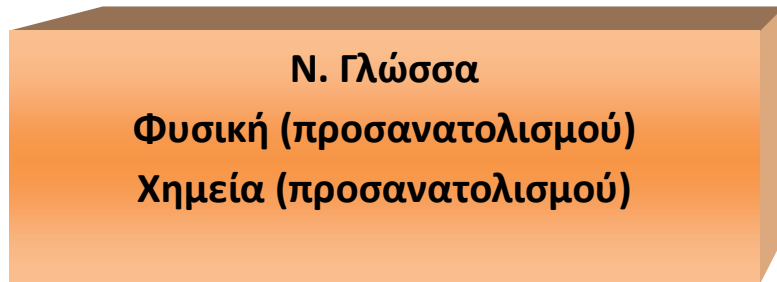 Ν. Γλώσσα
Φυσική (προσανατολισμού)
Χημεία (προσανατολισμού)